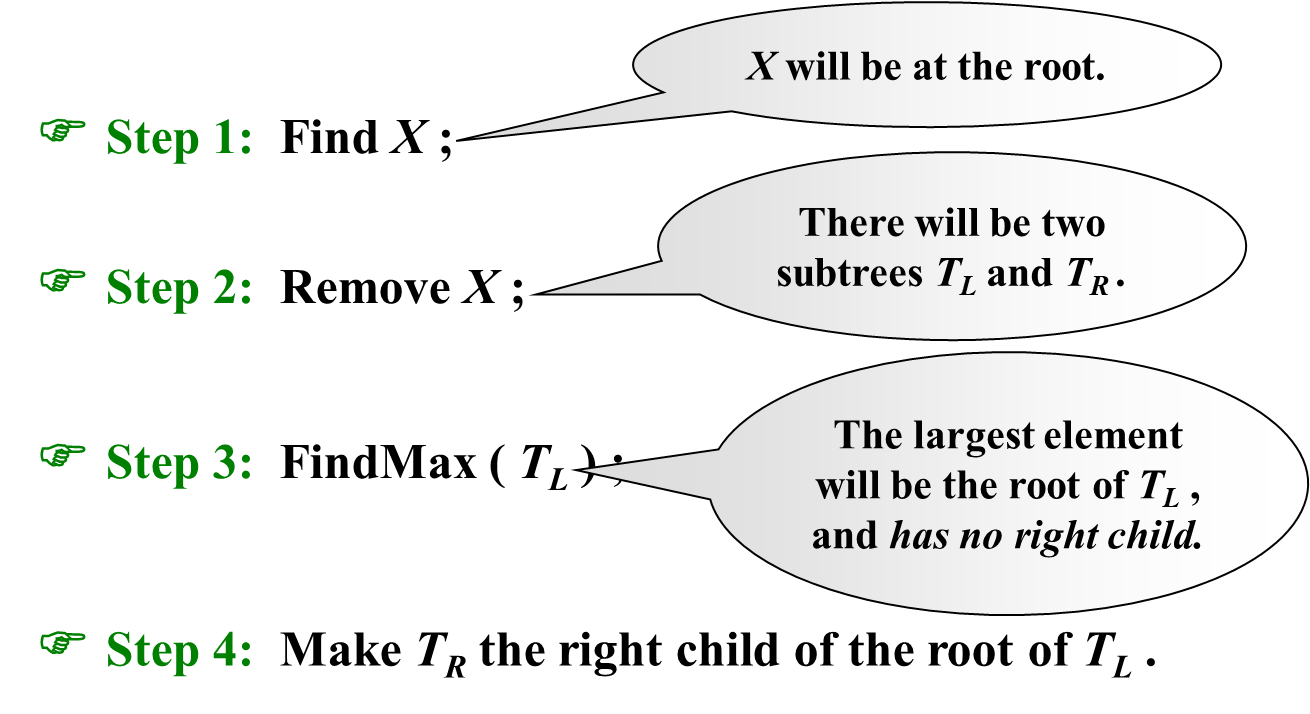 X will be at the root.
☞ Step 1: Find X ;
There will be two
subtrees T_L and T_R .
☞ Step 2: Remove X ;
The largest element
☞ Step 3: FindMax ( T_L ) ;
will be the root of T_L ,
and has no right child.
☞ Step 4: Make T_R the right child of the root of T_L .